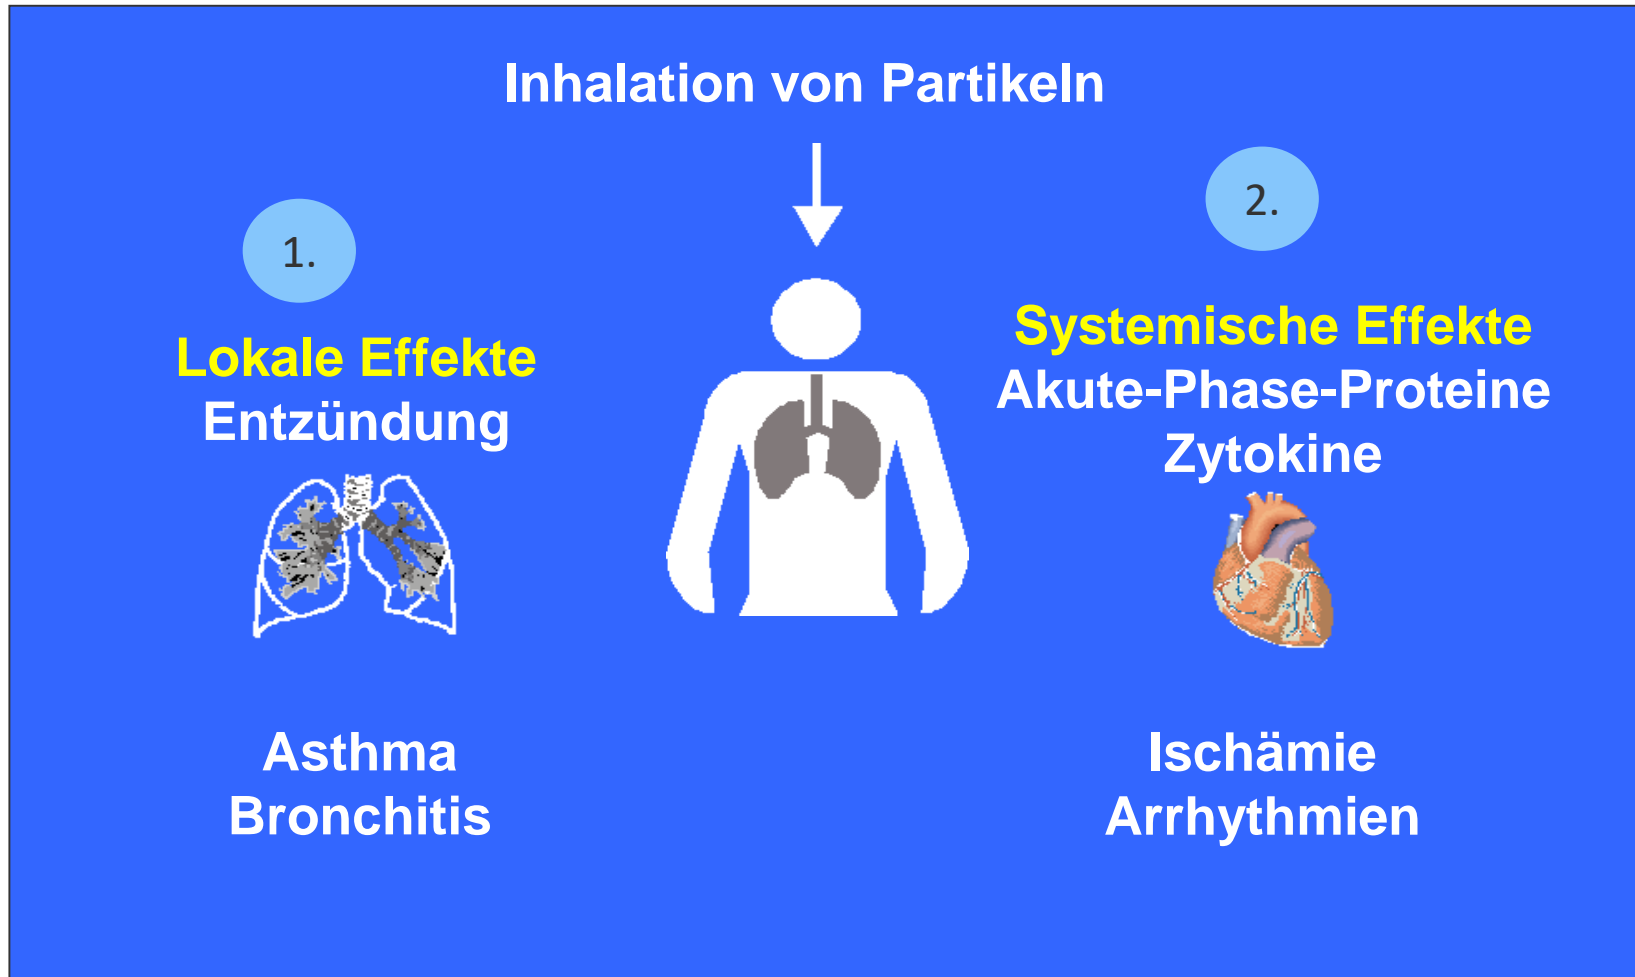 Inhalation von Partikeln
1.
Lokale Effekte
Entzündung
Asthma
Bronchitis
2.
Systemische Effekte
Akute-Phase-Proteine
Zytokine
Ischämie
Arrhythmien